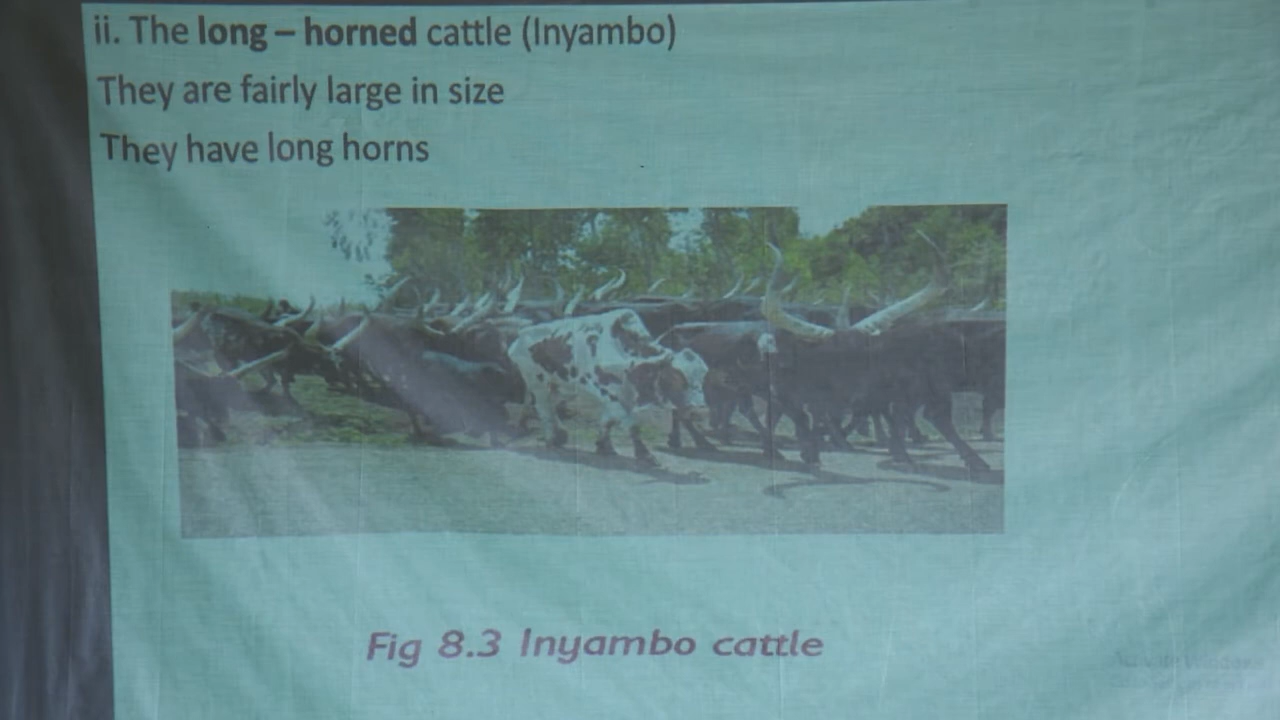 ii. The long – horned cattle (Inyambo)
They are fairly large in size
They have long horns
Fig 8.3 Inyambo cattle